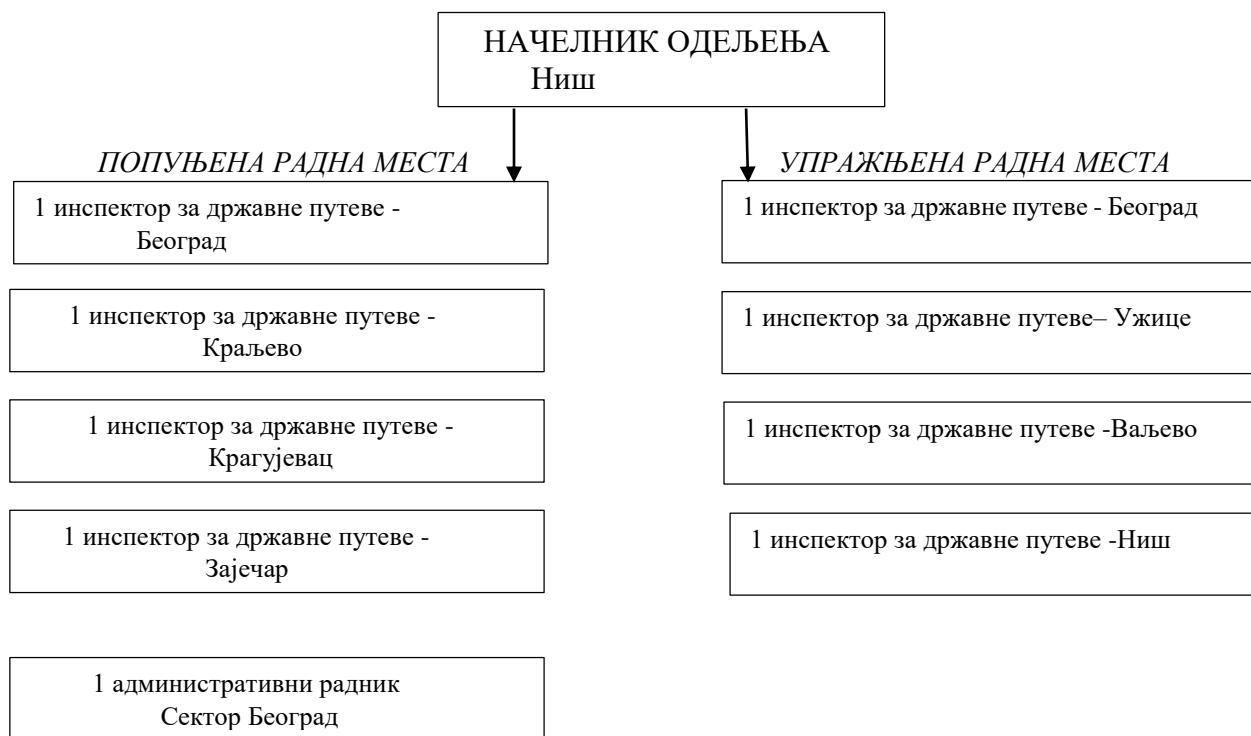 НАЧЕЛНИК ОДЕЉЕЊА
Ниш
ПОПУЊЕНА РАДНА МЕСТА
1 инспектор за државне путеве -
Београд
1 инспектор за државне путеве -
Краљево
1 инспектор за државне путеве -
Крагујевац
1 инспектор за државне путеве -
Зајечар
1 административни радник
Сектор Београд
УПРАЖЊЕНА РАДНА МЕСТА
1 инспектор за државне путеве - Београд
1 инспектор за државне путеве– Ужице
1 инспектор за државне путеве -Ваљево
1 инспектор за државне путеве -Ниш